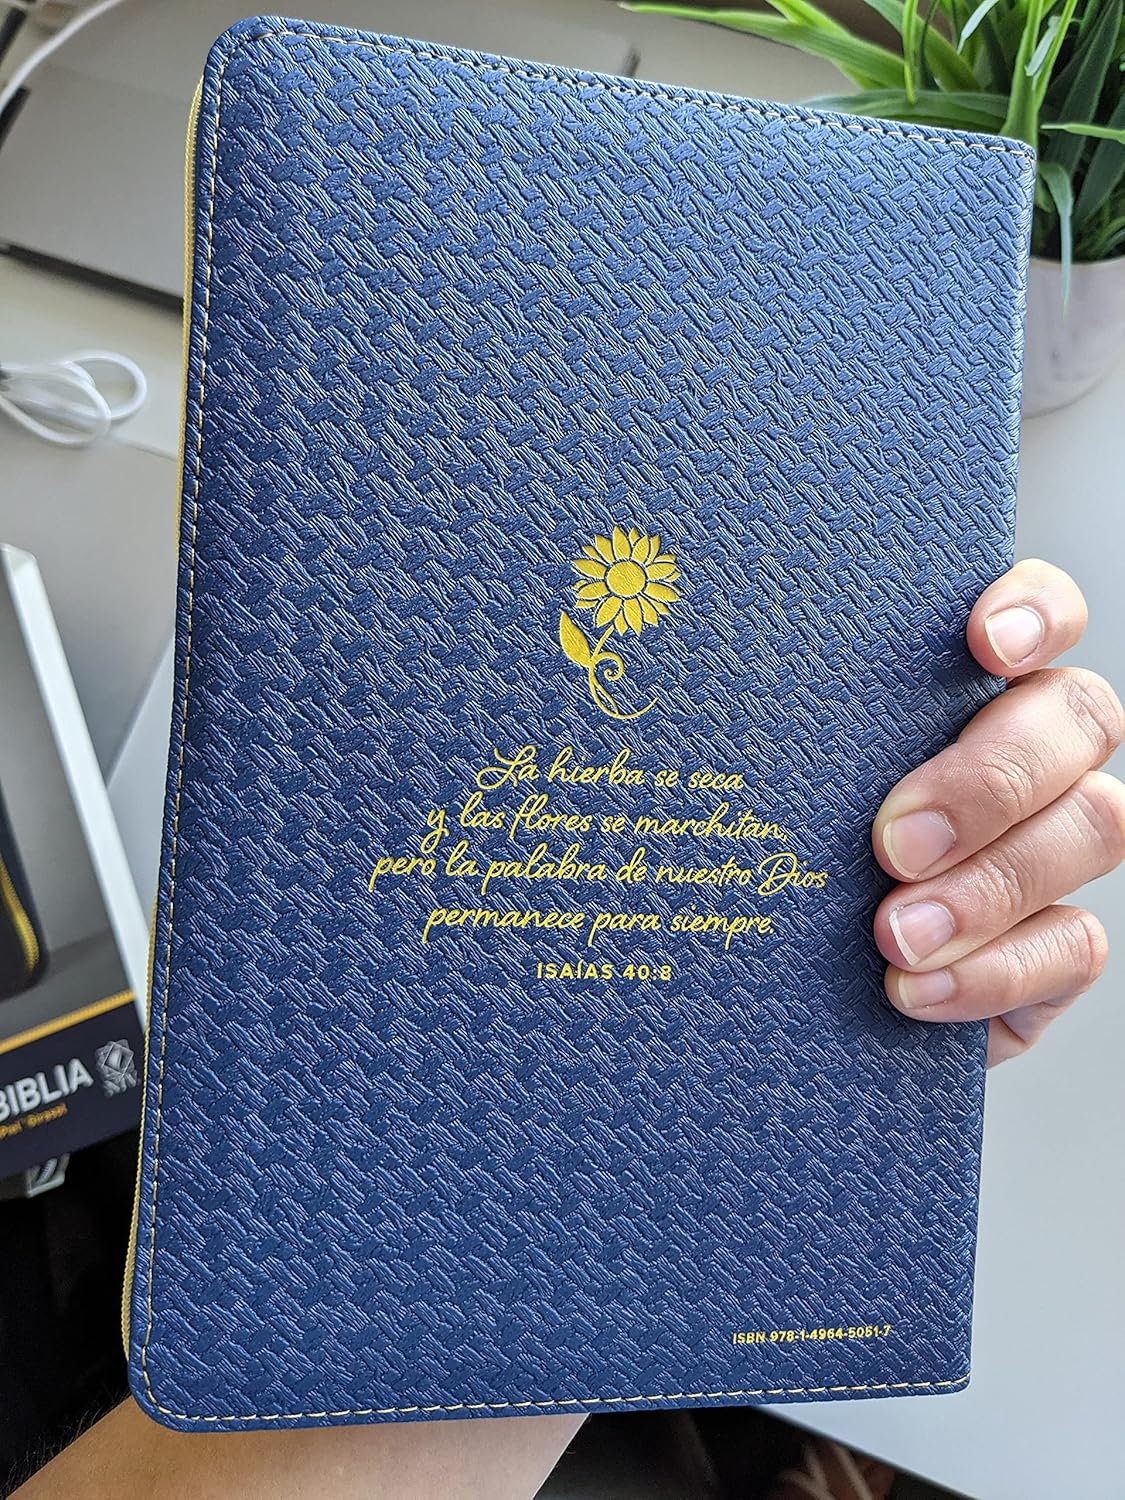 La hierba se seca
y las flores se marchitan,
pero la palabra de nuestro Dios
permanece para siempre.
ISAÍAS 40:8
ISBN 978-1-4964-5051-7
BIBLIA